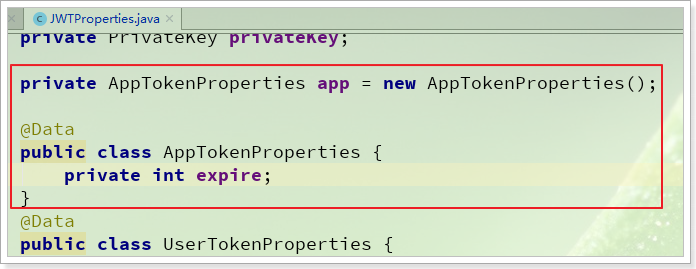 JWTProperties.java
private PrivateKey privateKey;
private AppTokenProperties app = new AppTokenProperties();
@Data
public class AppTokenProperties {
    private int expire;
}
@Data
public class UserTokenProperties {